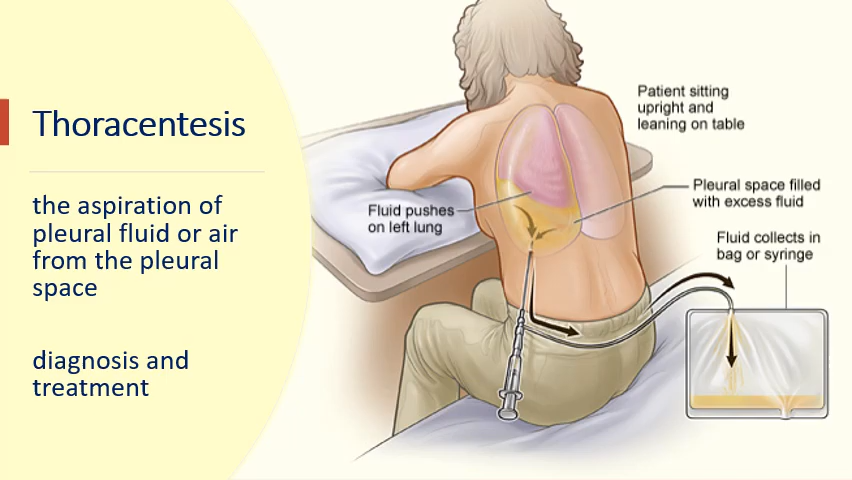 Thoracentesis
the aspiration of
pleural fluid or air
from the pleural
space
diagnosis and
treatment
Patient sitting
upright and
leaning on table
Pleural space filled
with excess fluid
Fluid pushes
on left lung
Fluid collects in
bag or syringe